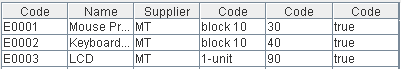 Code Name Supplier Code Code Code
E0001 Mouse Pr... MT block 10 30 true
E0002 Keyboard... MT block 10 40 true
E0003 LCD MT 1-unit 90 true